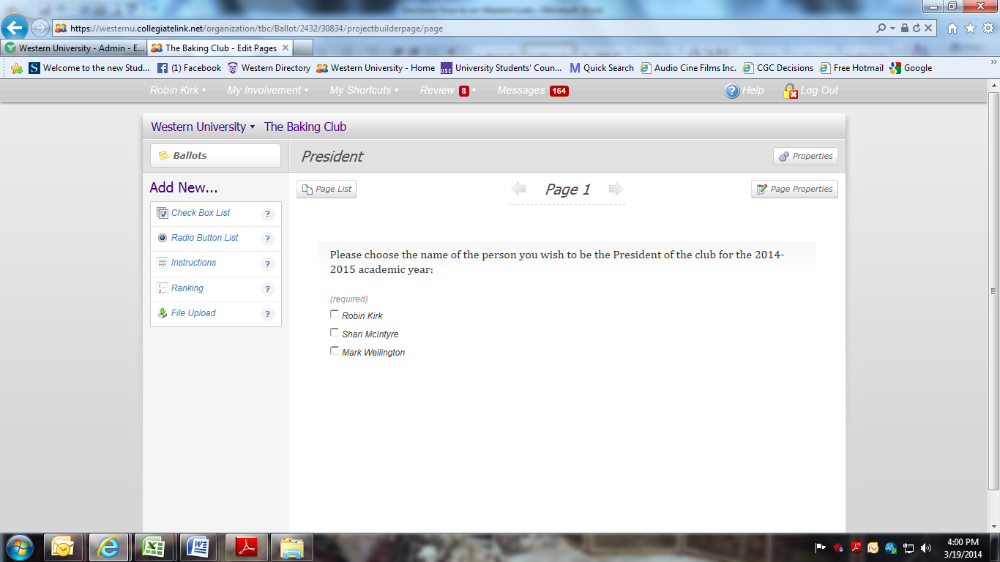 https://westernu.collegiatelink.net/organization/tbc/Ballot/2432/30834/projectbuilderpage/page
Western University - Admin - E...
The Baking Club - Edit Pages
Welcome to the new Stud...
(1) Facebook
Western Directory
Western University - Home
University Students' Coun...
Quick Search
Audio Cine Films Inc.
CGC Decisions
Free Hotmail
Google
Robin Kirk
My Involvement
My Shortcuts
Review 8
Messages 164
Help
Log Out
Western University
The Baking Club
Ballots
President
Properties
Add New...
Page List
Page 1
Page Properties
Check Box List ?
Radio Button List ?
Instructions ?
Ranking ?
File Upload ?
Please choose the name of the person you wish to be the President of the club for the 2014-
2015 academic year:
(required)
Robin Kirk
Shari McIntyre
Mark Wellington
4:00 PM
3/19/2014